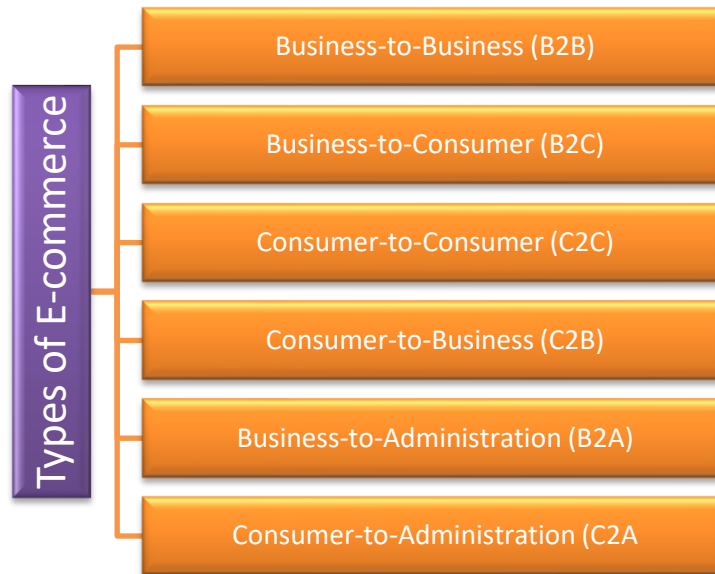 Types of E-commerce
Business-to-Business (B2B)
Business-to-Consumer (B2C)
Consumer-to-Consumer (C2C)
Consumer-to-Business (C2B)
Business-to-Administration (B2A)
Consumer-to-Administration (C2A